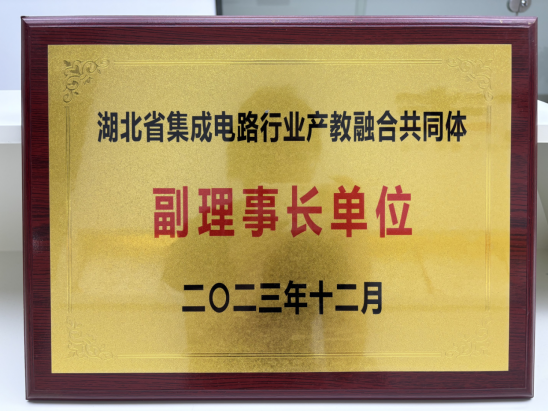 湖北省集成电路行业产教融合共同体
副理事长单位
二〇二三年十二月